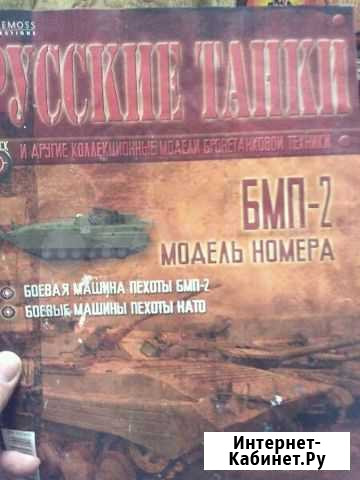 EMOSS
РУССКИЕ ТАНКИ
И ДРУГИЕ КОЛЛЕКЦИОННЫЕ МОДЕЛИ БРОНЕТАНКОВОЙ ТЕХНИКИ
БМП-2
МОДЕЛЬ НОМЕРА
БОЕВАЯ МАШИНА ПЕХОТЫ БМП-2
БОЕВЫЕ МАШИНЫ ПЕХОТЫ НАТО
Интернет-
Кабинет.Ру